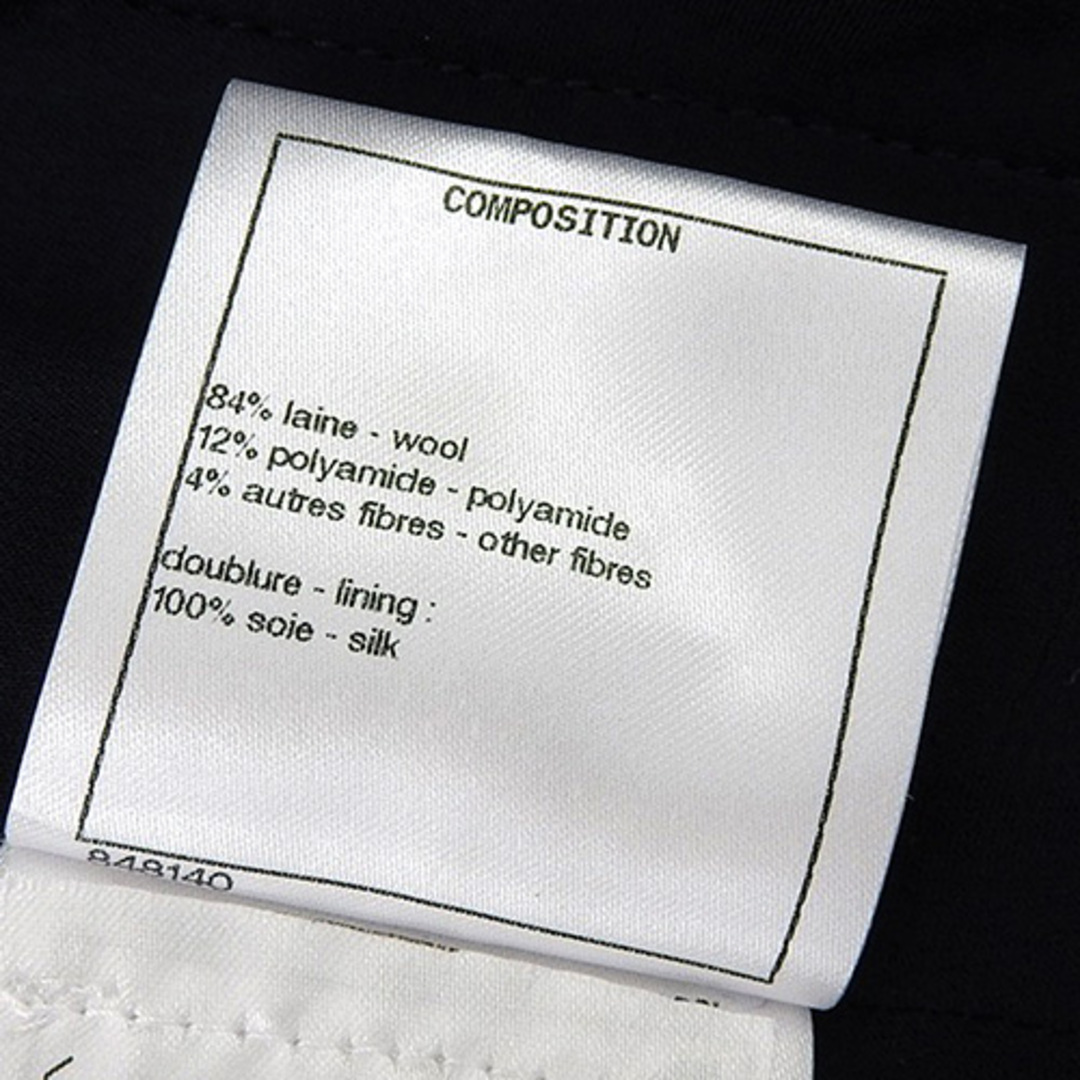 COMPOSITION
84% laine - wool
12% polyamide - polyamide
4% autres fibres - other fibres
doublure - lining :
100% soie - silk
848140